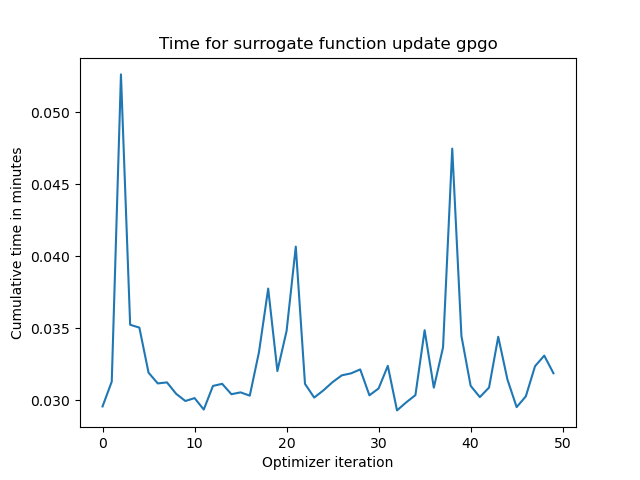 Time for surrogate function update gpgo
Cumulative time in minutes
0.050
0.045
0.040
0.035
0.030
0 10 20 30 40 50
Optimizer iteration